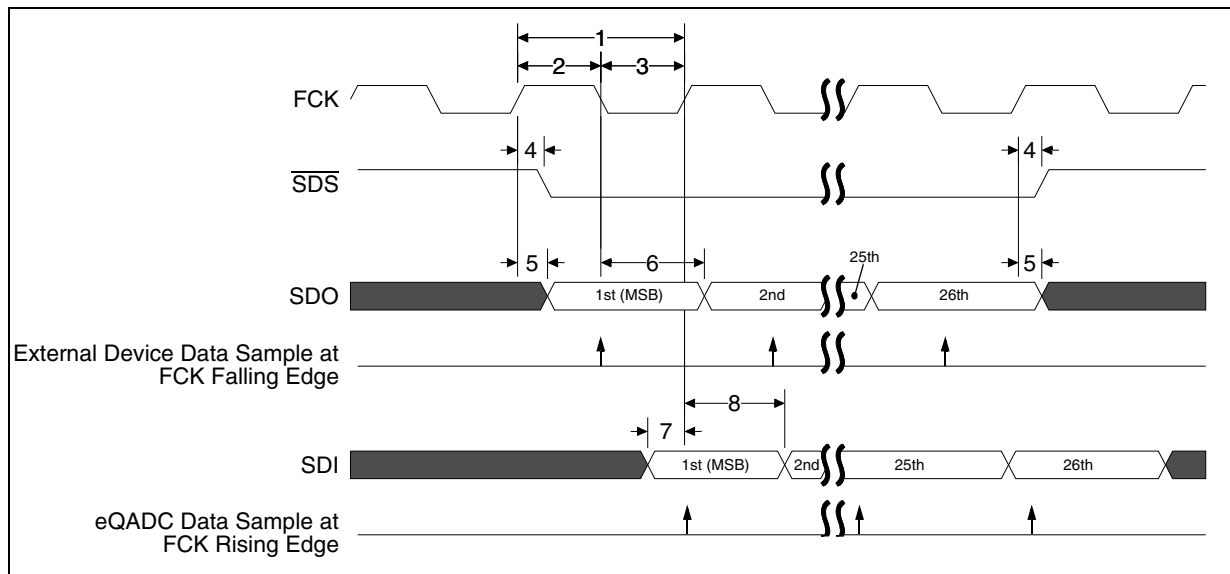 1
2 3
FCK
4 4
SDS
5 6 25th 5
SDO 1st (MSB) 2nd 26th
External Device Data Sample at
FCK Falling Edge
8
7
SDI 1st (MSB) 2nd 25th 26th
eQADC Data Sample at
FCK Rising Edge